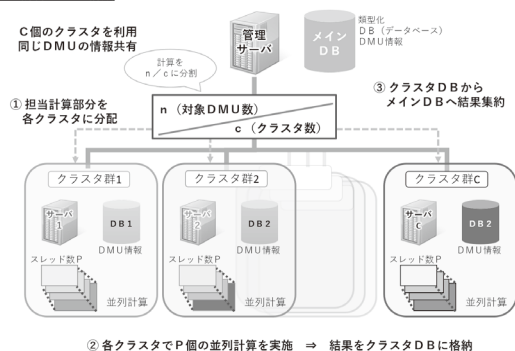 C個のクラスタを利用
同じDMUの情報共有
管理
サーバ
メイン
DB
類型化
DB(データベース)
DMU情報
計算を
n/cに分割
① 担当計算部分を
各クラスタに分配
n(対象DMU数)
c(クラスタ数)
③ クラスタDBから
メインDBへ結果集約
クラスタ群1
サーバ
1
DB1
DMU情報
スレッド数P
並列計算
クラスタ群2
サーバ
2
DB2
DMU情報
スレッド数P
並列計算
クラスタ群C
サーバ
c
DB2
DMU情報
スレッド数P
並列計算
② 各クラスタでP個の並列計算を実施 ⇒ 結果をクラスタDBに格納